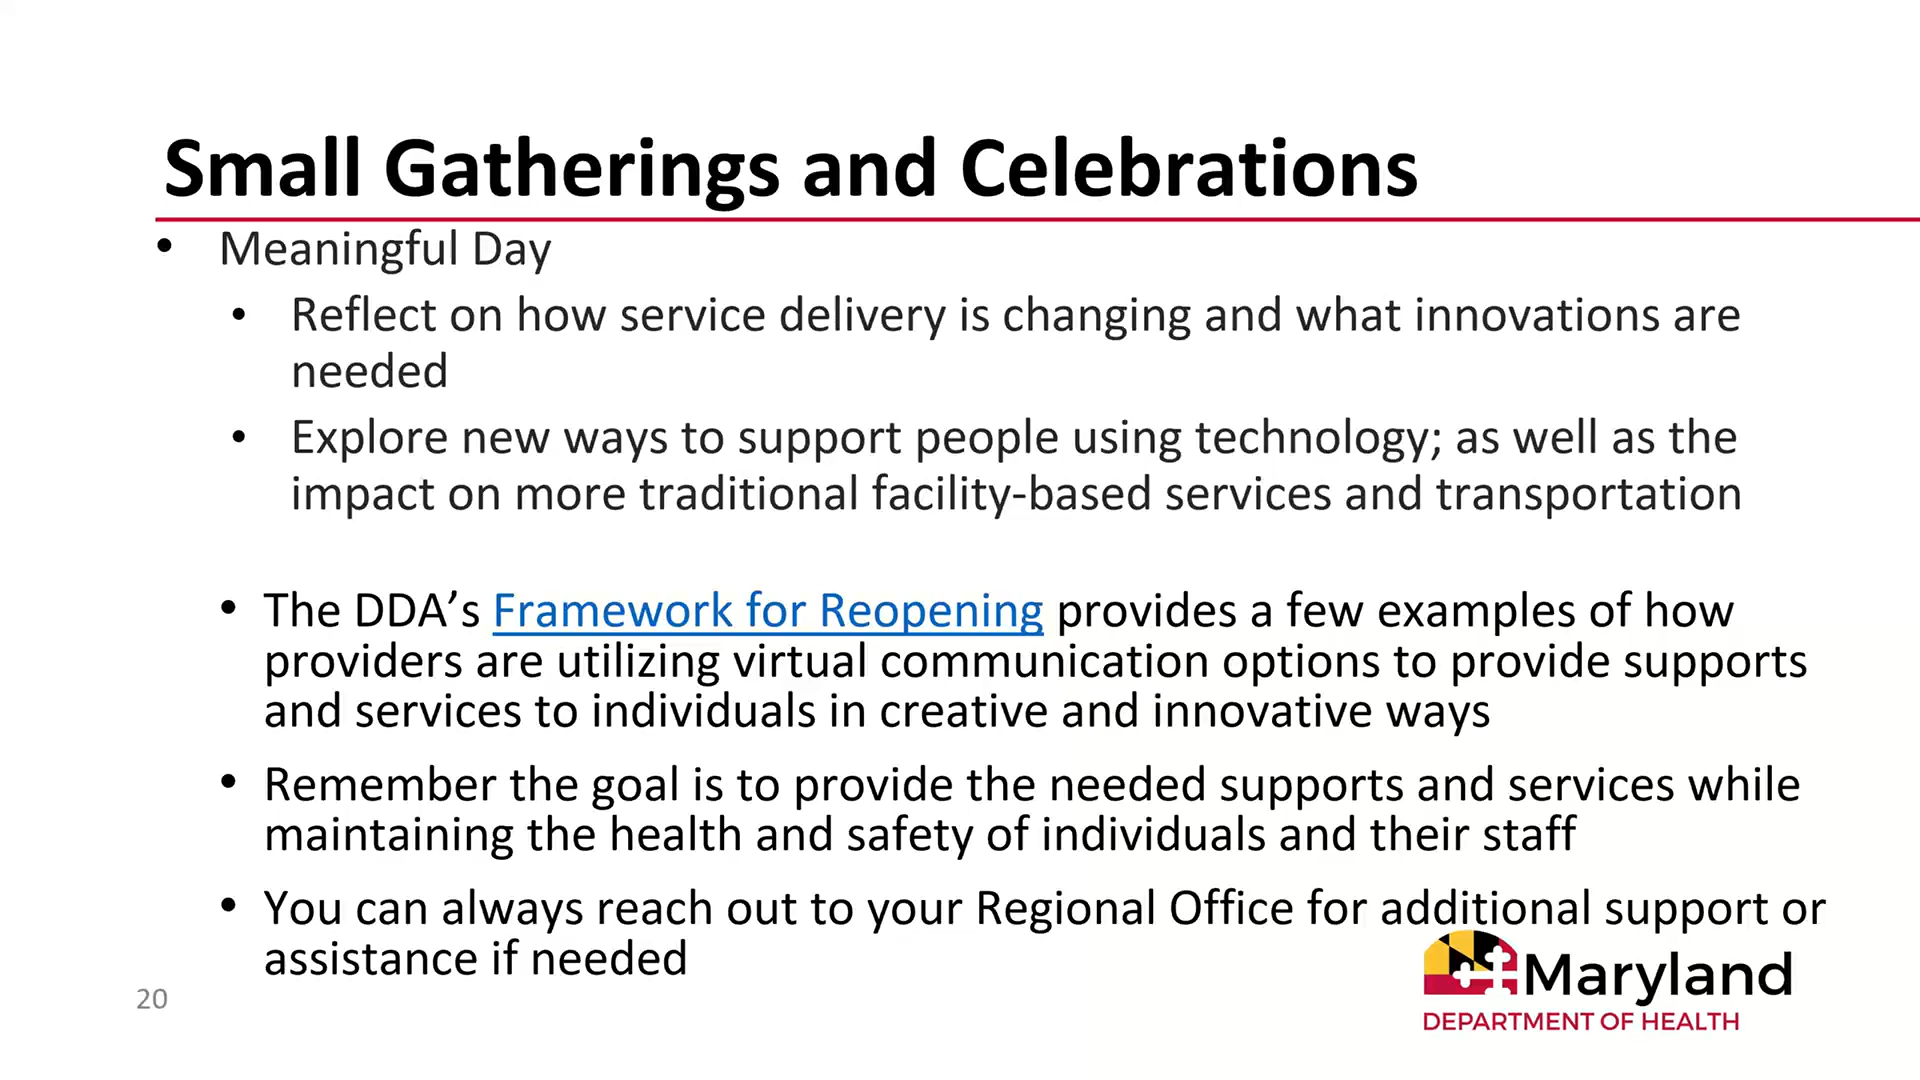 Small Gatherings and Celebrations
• Meaningful Day
• Reflect on how service delivery is changing and what innovations are
needed
• Explore new ways to support people using technology; as well as the
impact on more traditional facility-based services and transportation
• The DDA’s Framework for Reopening provides a few examples of how
providers are utilizing virtual communication options to provide supports
and services to individuals in creative and innovative ways
• Remember the goal is to provide the needed supports and services while
maintaining the health and safety of individuals and their staff
• You can always reach out to your Regional Office for additional support or
assistance if needed
20
Maryland
DEPARTMENT OF HEALTH